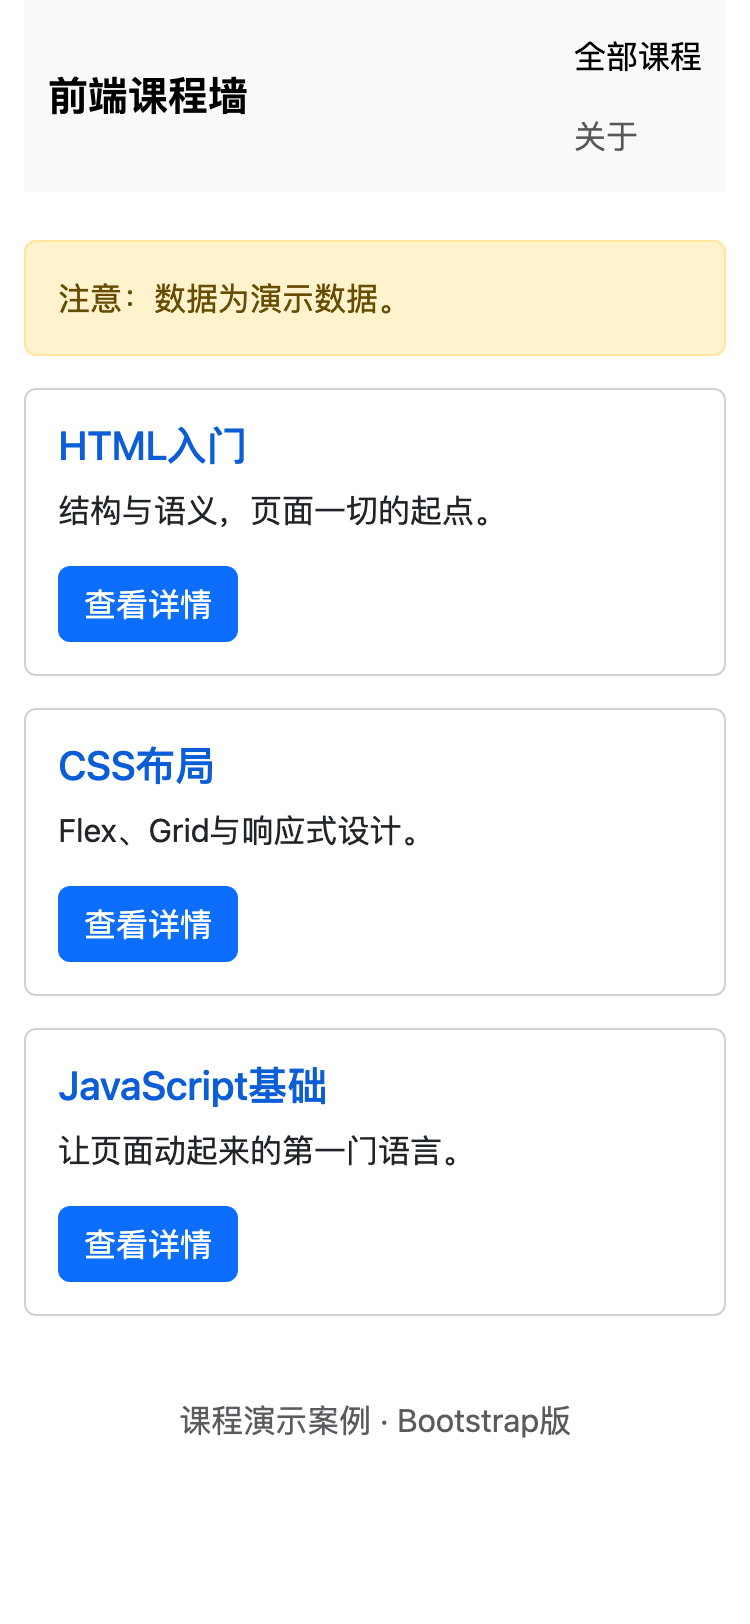 前端课程墙
全部课程
关于
注意：数据为演示数据。
HTML入门
结构与语义，页面一切的起点。
查看详情
CSS布局
Flex、Grid与响应式设计。
查看详情
JavaScript基础
让页面动起来的第一门语言。
查看详情
课程演示案例 · Bootstrap版